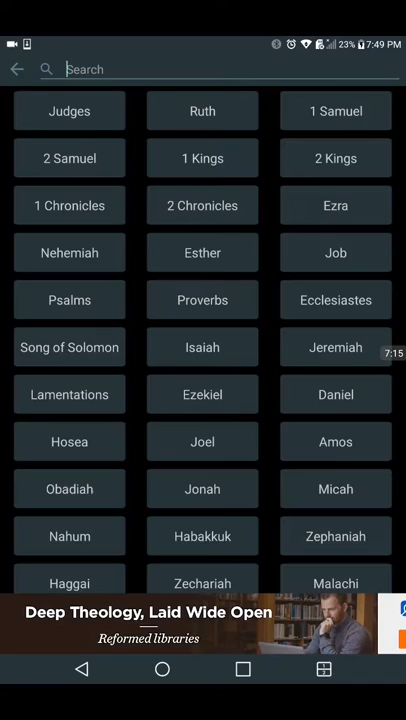 23% 7:49 PM
Search
Judges Ruth 1 Samuel
2 Samuel 1 Kings 2 Kings
1 Chronicles 2 Chronicles Ezra
Nehemiah Esther Job
Psalms Proverbs Ecclesiastes
Song of Solomon Isaiah Jeremiah
7:15
Lamentations Ezekiel Daniel
Hosea Joel Amos
Obadiah Jonah Micah
Nahum Habakkuk Zephaniah
Haggai Zechariah Malachi
Deep Theology, Laid Wide Open
Reformed libraries